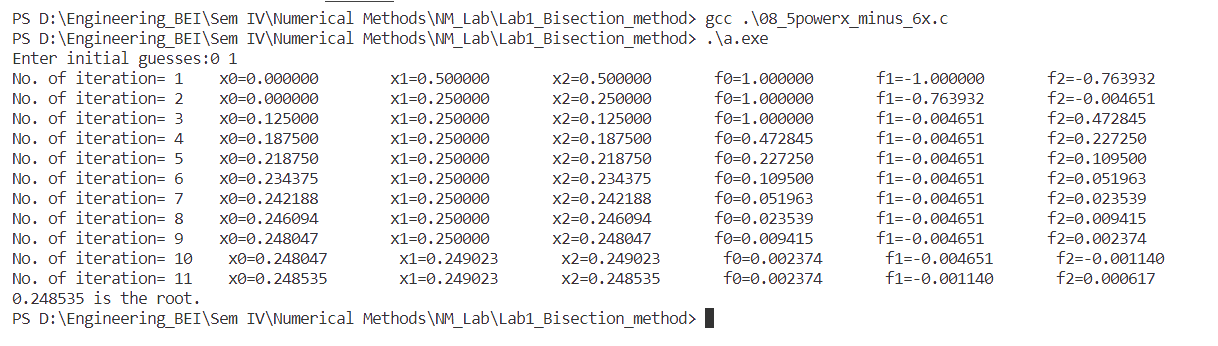 PS D:\Engineering_BEI\Sem IV\Numerical Methods\NM_Lab\Lab1_Bisection_method> gcc .\08_5powerx_minus_6x.c
PS D:\Engineering_BEI\Sem IV\Numerical Methods\NM_Lab\Lab1_Bisection_method> .\a.exe
Enter initial guesses:0 1
No. of iteration= 1 x0=0.000000 x1=0.500000 x2=0.500000 f0=1.000000 f1=-1.000000 f2=-0.763932
No. of iteration= 2 x0=0.000000 x1=0.250000 x2=0.250000 f0=1.000000 f1=-0.763932 f2=-0.004651
No. of iteration= 3 x0=0.125000 x1=0.250000 x2=0.125000 f0=1.000000 f1=-0.004651 f2=0.472845
No. of iteration= 4 x0=0.187500 x1=0.250000 x2=0.187500 f0=0.472845 f1=-0.004651 f2=0.227250
No. of iteration= 5 x0=0.218750 x1=0.250000 x2=0.218750 f0=0.227250 f1=-0.004651 f2=0.109500
No. of iteration= 6 x0=0.234375 x1=0.250000 x2=0.234375 f0=0.109500 f1=-0.004651 f2=0.051963
No. of iteration= 7 x0=0.242188 x1=0.250000 x2=0.242188 f0=0.051963 f1=-0.004651 f2=0.023539
No. of iteration= 8 x0=0.246094 x1=0.250000 x2=0.246094 f0=0.023539 f1=-0.004651 f2=0.009415
No. of iteration= 9 x0=0.248047 x1=0.250000 x2=0.248047 f0=0.009415 f1=-0.004651 f2=0.002374
No. of iteration= 10 x0=0.248047 x1=0.249023 x2=0.249023 f0=0.002374 f1=-0.004651 f2=-0.001140
No. of iteration= 11 x0=0.248535 x1=0.249023 x2=0.248535 f0=0.002374 f1=-0.001140 f2=0.000617
0.248535 is the root.
PS D:\Engineering_BEI\Sem IV\Numerical Methods\NM_Lab\Lab1_Bisection_method>